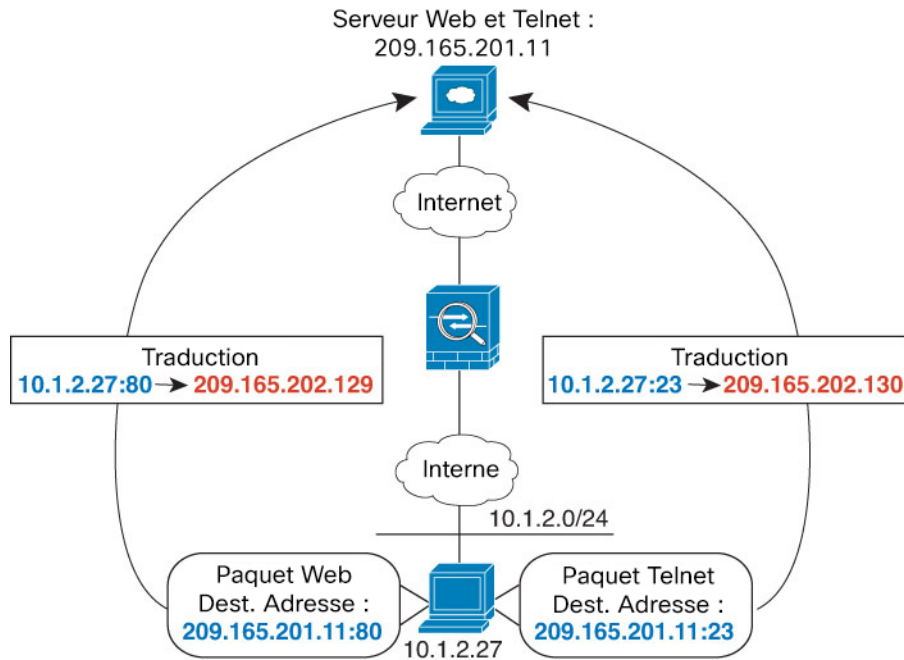 Serveur Web et Telnet :
209.165.201.11
Internet
Traduction
10.1.2.27:80 → 209.165.202.129
Traduction
10.1.2.27:23 → 209.165.202.130
Interne
10.1.2.0/24
Paquet Web
Dest. Adresse :
209.165.201.11:80
Paquet Telnet
Dest. Adresse :
209.165.201.11:23
10.1.2.27